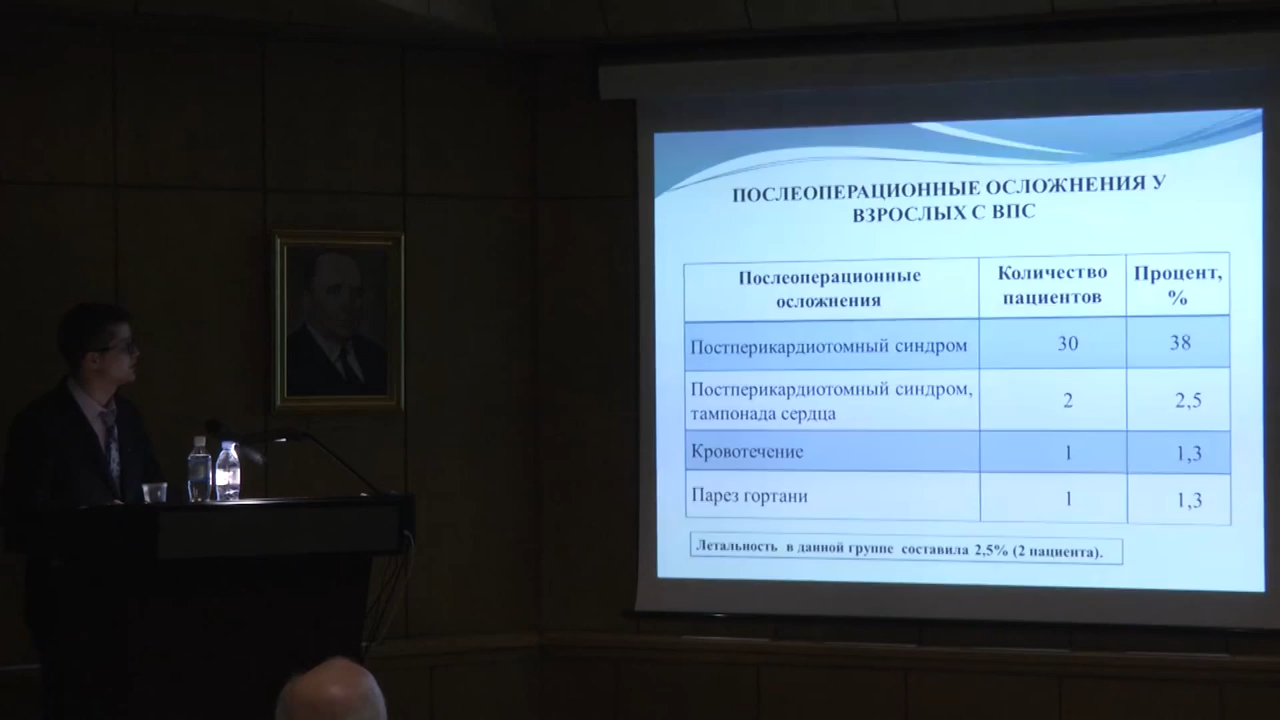 ПОСЛЕОПЕРАЦИОННЫЕ ОСЛОЖНЕНИЯ У
ВЗРОСЛЫХ С ВПС
Послеоперационные
осложнения
Количество
пациентов
Процент,
%
Постперикардиотомный синдром
30
38
Постперикардиотомный синдром,
тампонада сердца
2
2,5
Кровотечение
1
1,3
Парез гортани
1
1,3
Летальность в данной группе составила 2,5% (2 пациента).